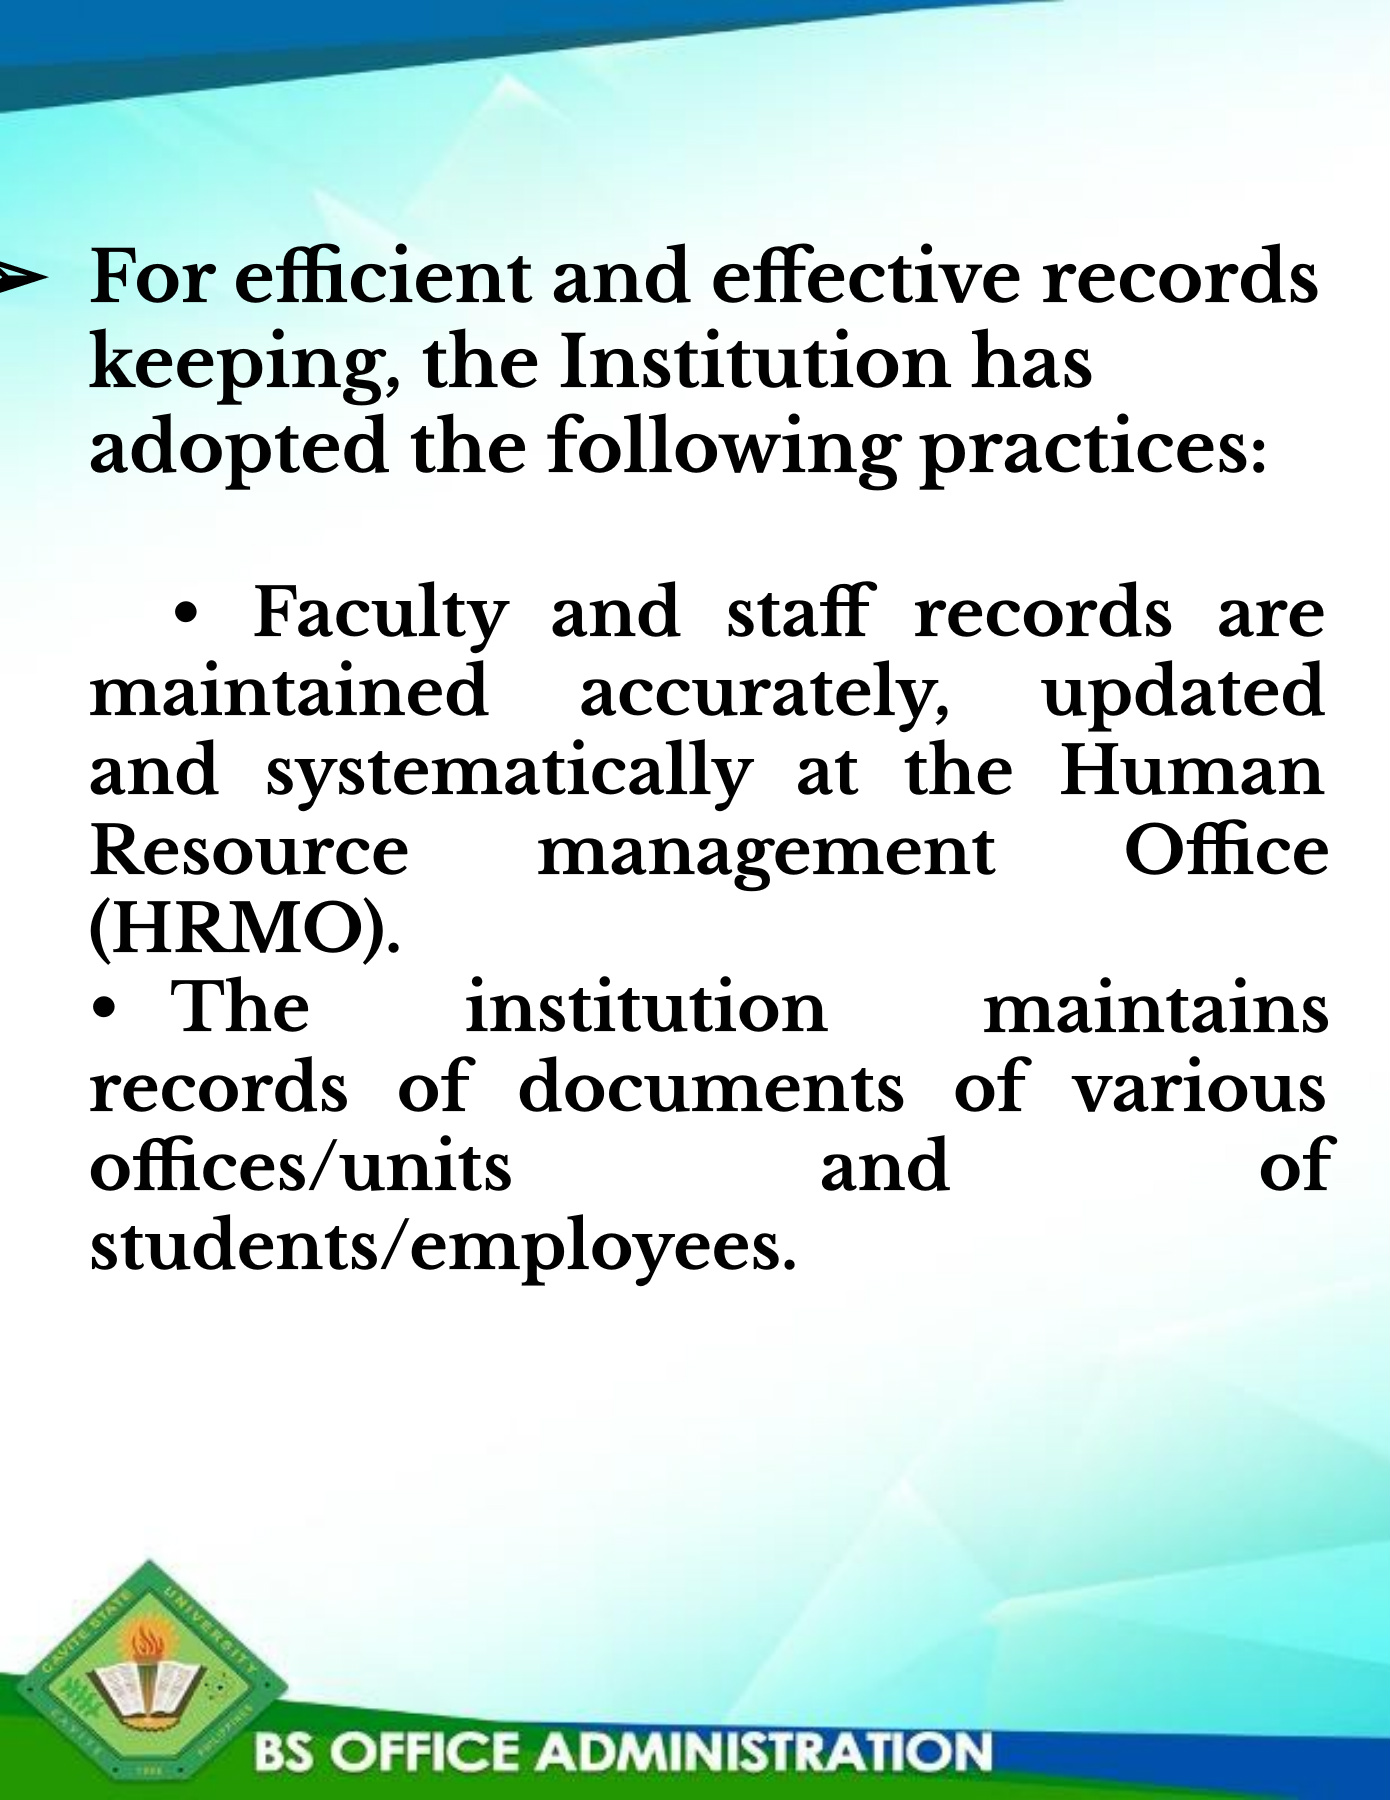 ➢ For efficient and effective records
keeping, the Institution has
adopted the following practices:
• Faculty and staff records are
maintained accurately, updated
and systematically at the Human
Resource management Office
(HRMO).
• The institution maintains
records of documents of various
offices/units and of
students/employees.
CAVITE STATE UNIVERSITY
CAVITE PHILIPPINES
1906
BS OFFICE ADMINISTRATION